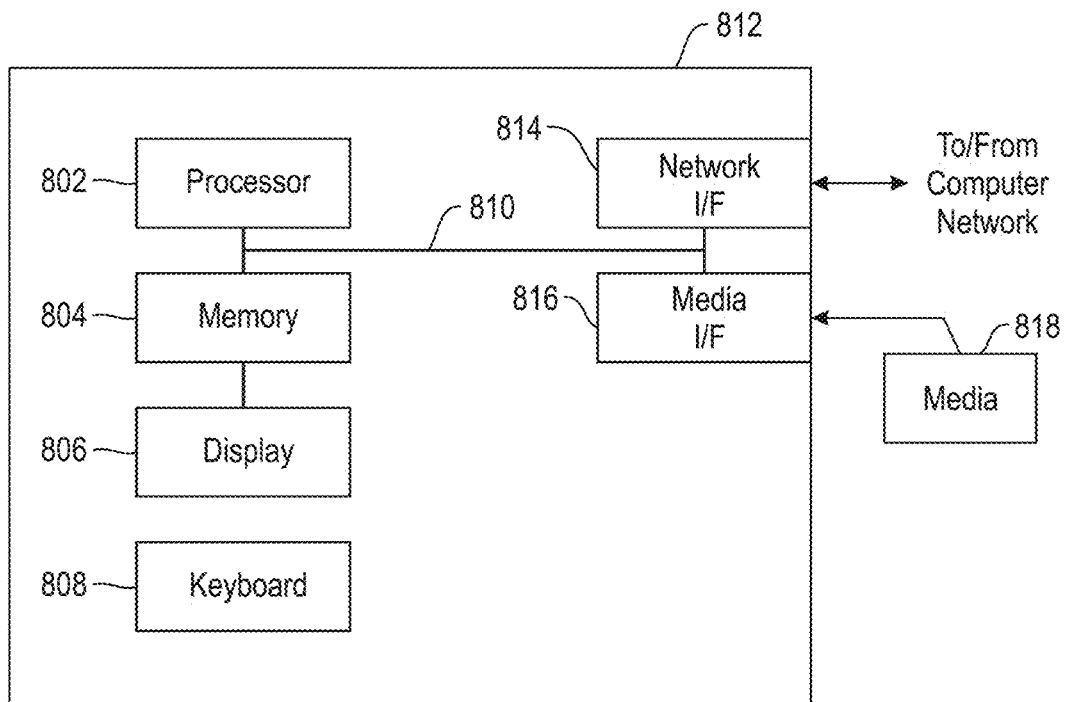 812
802
Processor
814
Network
I/F
To/From
Computer
Network
810
804
Memory
816
Media
I/F
818
Media
806
Display
808
Keyboard